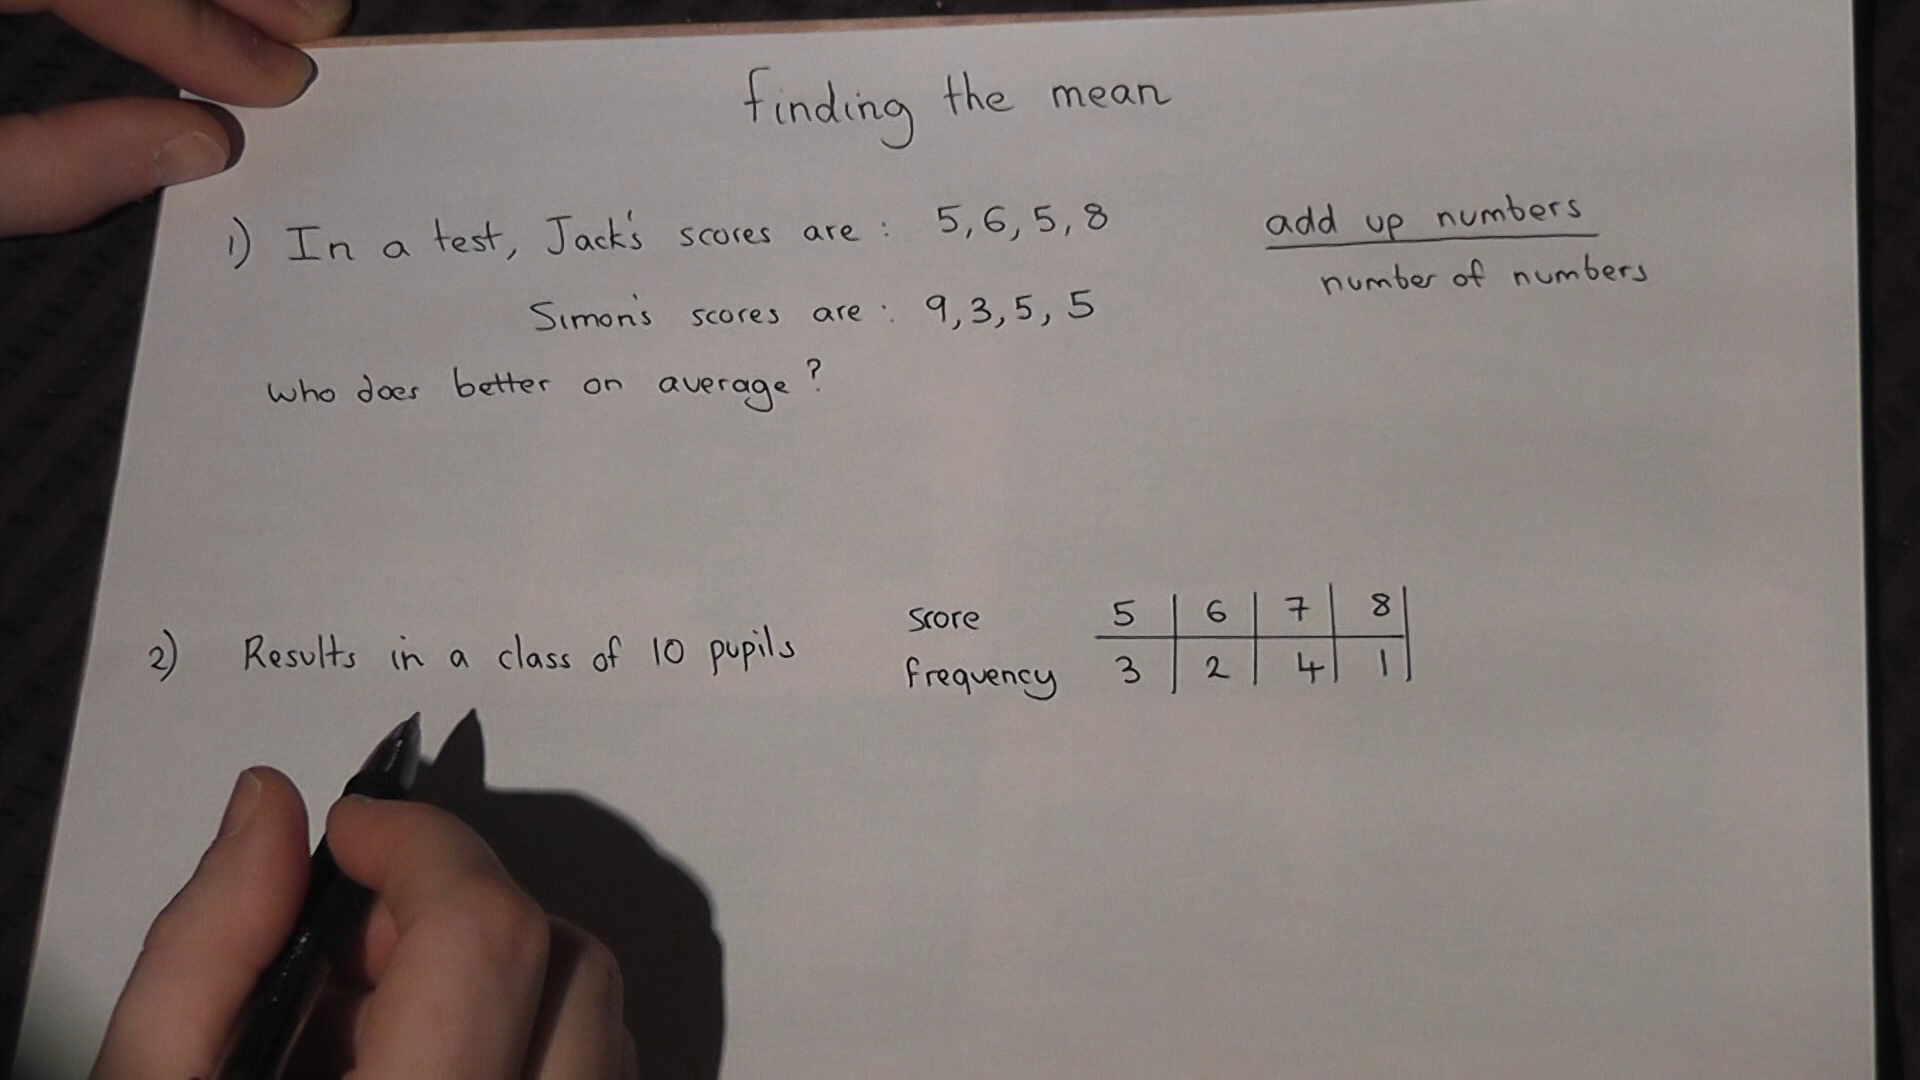 finding the mean
1) In a test, Jack's scores are : 5, 6, 5, 8
add up numbers
number of numbers
Simon's scores are : 9, 3, 5, 5
who does better on average ?
2) Results in a class of 10 pupils
score 5 6 7 8
frequency 3 2 4 1